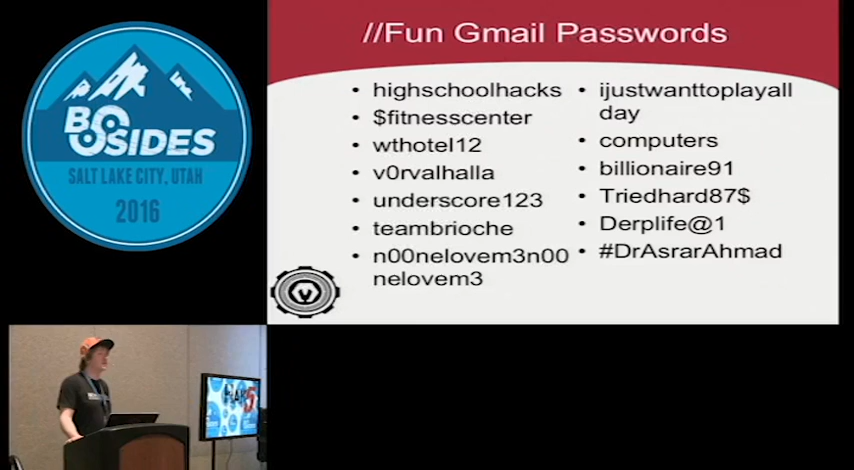 //Fun Gmail Passwords
highschoolhacks
$fitnesscenter
wthotel12
v0rvalhalla
underscore123
teambrioche
n00nelovem3n00
nelovem3
ijustwanttoplayall
day
computers
billionaire91
Triedhard87$
Derplife@1
#DrAsrarAhmad
BSIDES
SALT LAKE CITY, UTAH
2016